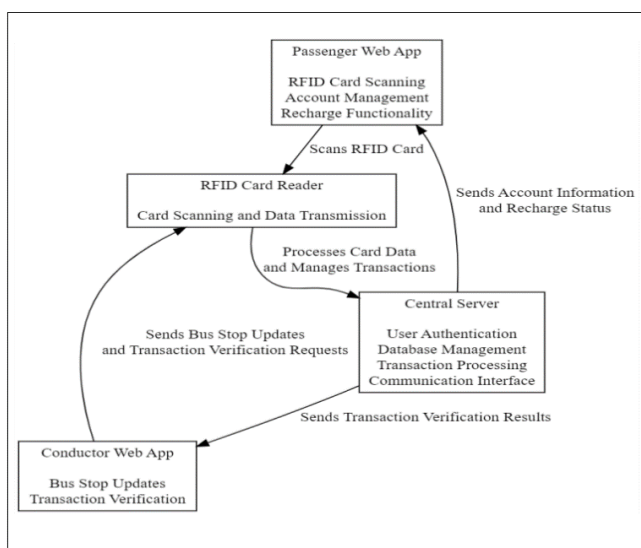 Passenger Web App
RFID Card Scanning
Account Management
Recharge Functionality
Scans RFID Card
RFID Card Reader
Card Scanning and Data Transmission
Sends Account Information
and Recharge Status
Processes Card Data
and Manages Transactions
Central Server
User Authentication
Database Management
Transaction Processing
Communication Interface
Sends Bus Stop Updates
and Transaction Verification Requests
Sends Transaction Verification Results
Conductor Web App
Bus Stop Updates
Transaction Verification